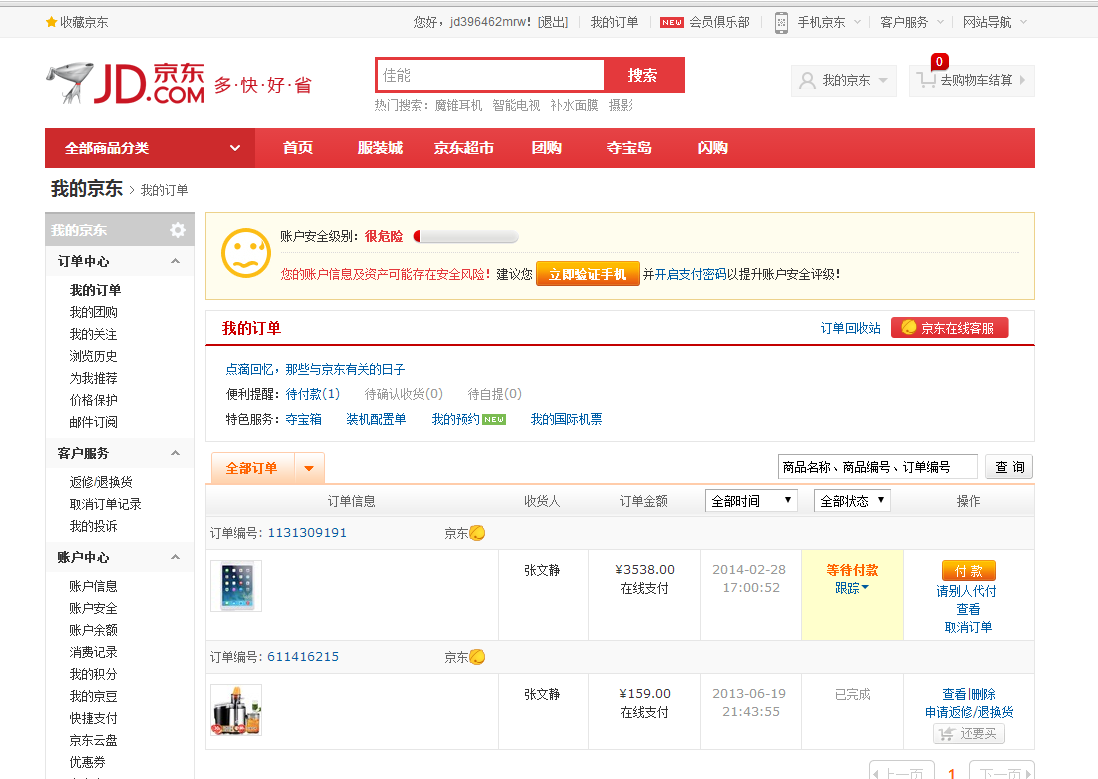 收藏京东 您好，jd396462mrw！[退出] 我的订单 NEW 会员俱乐部 手机京东 客户服务 网站导航
JD.COM 京东 多·快·好·省
佳能 搜索
热门搜索： 魔锥耳机 智能电视 补水面膜 摄影
我的京东 0 去购物车结算
全部商品分类 首页 服装城 京东超市 团购 夺宝岛 闪购
我的京东 > 我的订单
我的京东
订单中心
我的订单
我的团购
我的关注
浏览历史
为我推荐
价格保护
邮件订阅
客户服务
返修/退换货
取消订单记录
我的投诉
账户中心
账户信息
账户安全
账户余额
消费记录
我的积分
我的京豆
快捷支付
京东云盘
优惠券
账户安全级别： 很危险
您的账户信息及资产可能存在安全风险！建议您 立即验证手机 并开启支付密码以提升账户安全评级！
我的订单 订单回收站 京东在线客服
点滴回忆，那些与京东有关的日子
便利提醒： 待付款(1) 待确认收货(0) 待自提(0)
特色服务： 夺宝箱 装机配置单 我的预约 NEW 我的国际机票
全部订单 商品名称、商品编号、订单编号 查 询
订单信息 收货人 订单金额 全部时间 全部状态 操作
订单编号: 1131309191 京东
张文静 ¥3538.00 2014-02-28 等待付款 付 款
在线支付 17:00:52 跟踪 请别人代付
查看
取消订单
订单编号: 611416215 京东
张文静 ¥159.00 2013-06-19 已完成 查看|删除
在线支付 21:43:55 申请返修/退换货
还要买
上一页 1 下一页